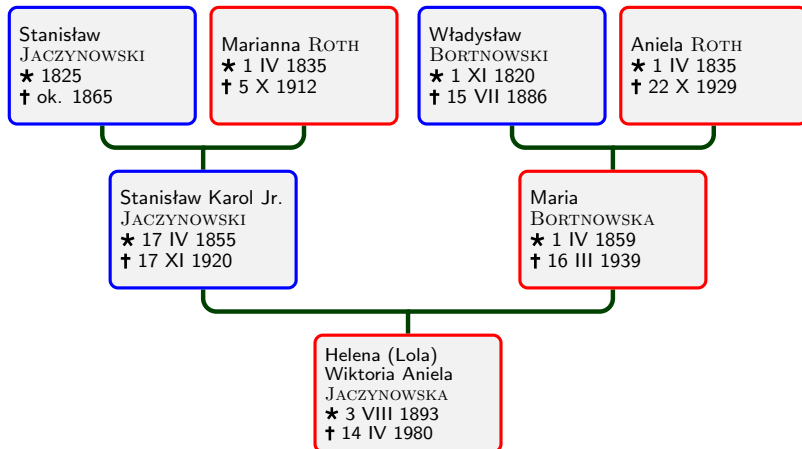 Stanisław
JACZYNOWSKI
★ 1825
✝ ok. 1865
Marianna ROTH
★ 1 IV 1835
✝ 5 X 1912
Władysław
BORTNOWSKI
★ 1 XI 1820
✝ 15 VII 1886
Aniela ROTH
★ 1 IV 1835
✝ 22 X 1929
Stanisław Karol Jr.
JACZYNOWSKI
★ 17 IV 1855
✝ 17 XI 1920
Maria
BORTNOWSKA
★ 1 IV 1859
✝ 16 III 1939
Helena (Lola)
Wiktoria Aniela
JACZYNOWSKA
★ 3 VIII 1893
✝ 14 IV 1980